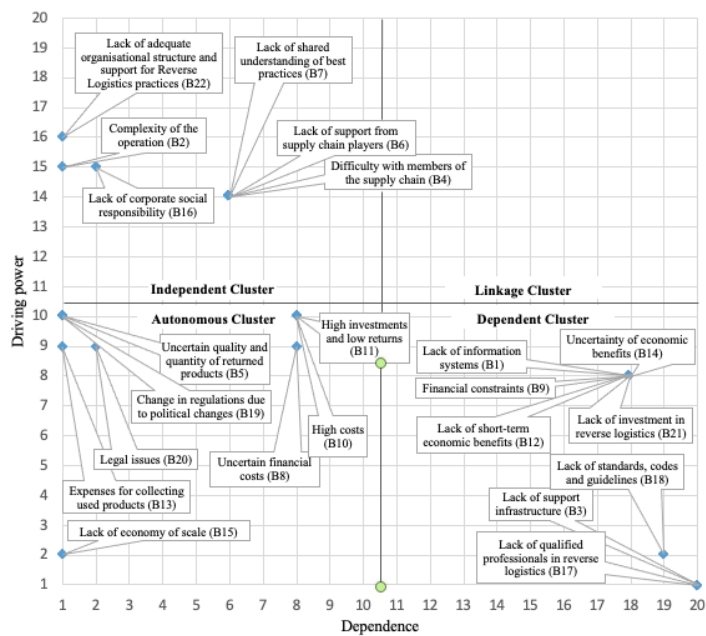 20
19
18
17
16
15
14
13
12
11
10
9
8
7
6
5
4
3
2
1
Driving power
Lack of adequate
organisational structure and
support for Reverse
Logistics practices (B22)
Lack of shared
understanding of best
practices (B7)
Complexity of the
operation (B2)
Lack of support from
supply chain players (B6)
Difficulty with members of
the supply chain (B4)
Lack of corporate social
responsibility (B16)
Independent Cluster
Linkage Cluster
Autonomous Cluster
Dependent Cluster
Uncertain quality and
quantity of returned
products (B5)
High investments
and low returns
(B11)
Lack of information
systems (B1)
Uncertainty of economic
benefits (B14)
Financial constraints (B9)
Change in regulations due
to political changes (B19)
High costs
(B10)
Lack of short-term
economic benefits (B12)
Lack of investment in
reverse logistics (B21)
Legal issues (B20)
Uncertain financial
costs (B8)
Lack of standards, codes
and guidelines (B18)
Expenses for collecting
used products (B13)
Lack of support
infrastructure (B3)
Lack of economy of scale (B15)
Lack of qualified
professionals in reverse
logistics (B17)
1 2 3 4 5 6 7 8 9 10 11 12 13 14 15 16 17 18 19 20
Dependence